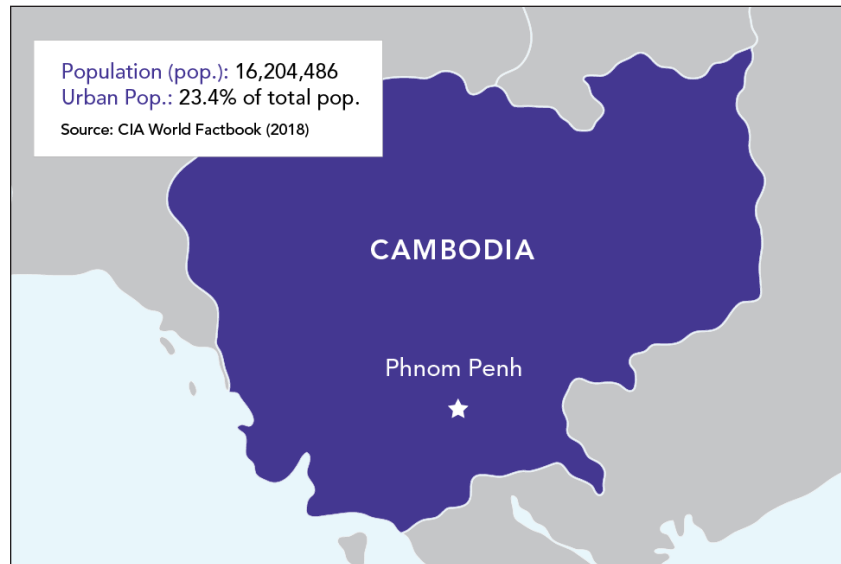 Population (pop.): 16,204,486
Urban Pop.: 23.4% of total pop.
Source: CIA World Factbook (2018)
CAMBODIA
Phnom Penh